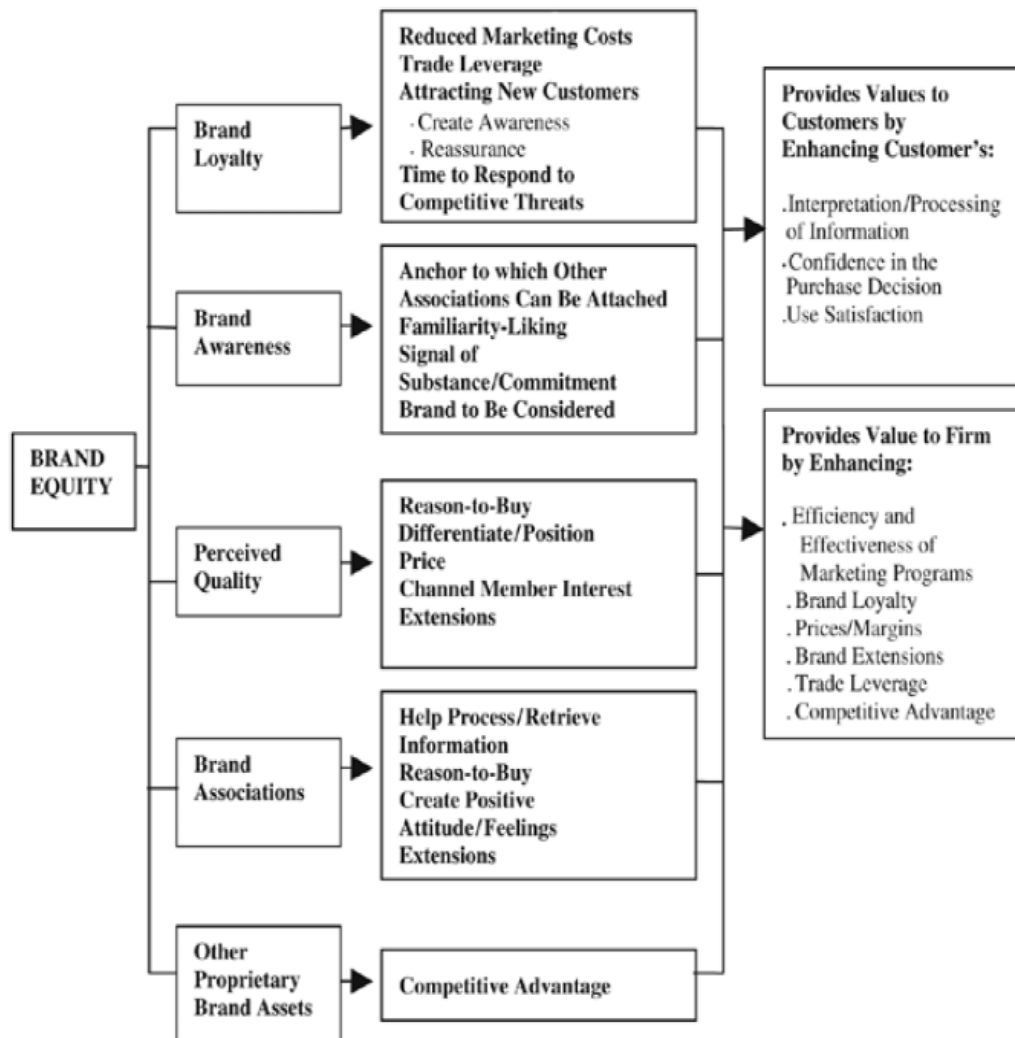 BRAND
EQUITY
Brand
Loyalty
Reduced Marketing Costs
Trade Leverage
Attracting New Customers
· Create Awareness
· Reassurance
Time to Respond to
Competitive Threats
Brand
Awareness
Anchor to which Other
Associations Can Be Attached
Familiarity-Liking
Signal of
Substance/Commitment
Brand to Be Considered
Perceived
Quality
Reason-to-Buy
Differentiate/Position
Price
Channel Member Interest
Extensions
Brand
Associations
Help Process/Retrieve
Information
Reason-to-Buy
Create Positive
Attitude/Feelings
Extensions
Other
Proprietary
Brand Assets
Competitive Advantage
Provides Values to
Customers by
Enhancing Customer's:
.Interpretation/Processing
of Information
.Confidence in the
Purchase Decision
.Use Satisfaction
Provides Value to Firm
by Enhancing:
. Efficiency and
Effectiveness of
Marketing Programs
. Brand Loyalty
. Prices/Margins
. Brand Extensions
. Trade Leverage
. Competitive Advantage